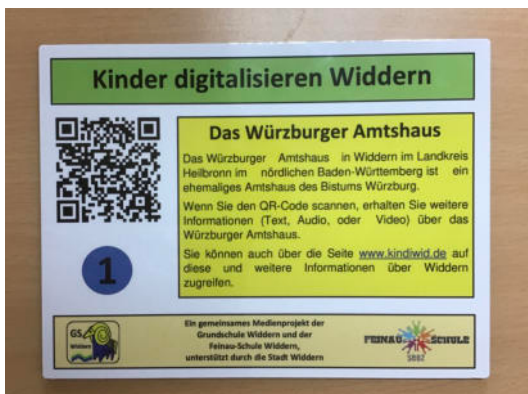 Kinder digitalisieren Widdern
Das Würzburger Amtshaus
Das Würzburger Amtshaus in Widdern im Landkreis
Heilbronn im nördlichen Baden-Württemberg ist ein
ehemaliges Amtshaus des Bistums Würzburg.
Wenn Sie den QR-Code scannen, erhalten Sie weitere
Informationen (Text, Audio, oder Video) über das
Würzburger Amtshaus.
Sie können auch über die Seite www.kindiwid.de auf
diese und weitere Informationen über Widdern
zugreifen.
1
GS
Widdern
Ein gemeinsames Medienprojekt der
Grundschule Widdern und der
Feinau-Schule Widdern,
unterstützt durch die Stadt Widdern
FEINAU SCHULE
SBBZ